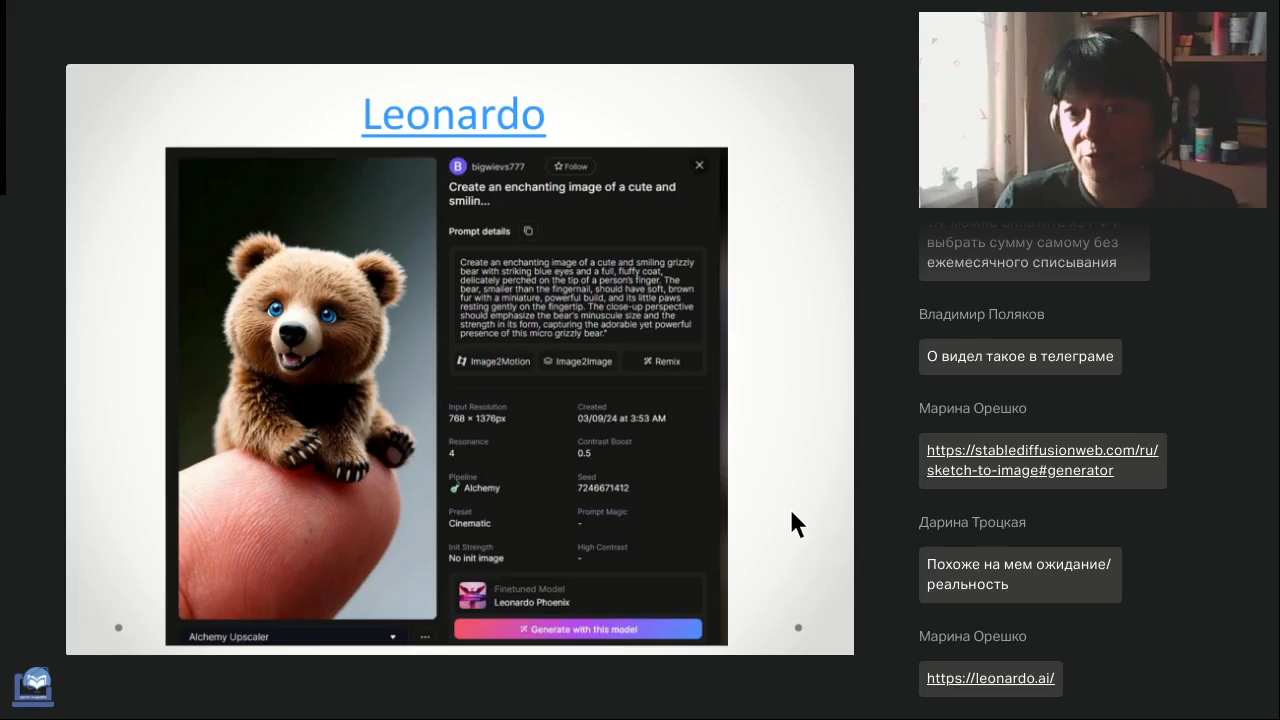 Leonardo
B bigwievs777
Follow
Create an enchanting image of a cute and
smilin...
Prompt details
Create an enchanting image of a cute and smiling grizzly
bear with striking blue eyes and a full, fluffy coat,
delicately perched on the tip of a person's finger. The
bear, smaller than the fingernail, should have soft, brown
fur with a miniature, powerful build, and its little paws
resting gently on the fingertip. The close-up perspective
should emphasize the bear's minuscule size and the
strength in its form, capturing the adorable yet powerful
presence of this micro grizzly bear."
Image2Motion Image2Image Remix
Input Resolution Created
768 × 1376px 03/09/24 at 3:53 AM
Resonance Contrast Boost
4 0.5
Pipeline Seed
Alchemy 7246671412
Preset Prompt Magic
Cinematic -
Init Strength High Contrast
No init image -
Finetuned Model
Leonardo Phoenix
Generate with this model
Alchemy Upscaler
выбрать сумму самому без
ежемесячного списывания
Владимир Поляков
О видел такое в телеграме
Марина Орешко
https://stablediffusionweb.com/ru/
sketch-to-image#generator
Дарина Троцкая
Похоже на мем ожидание/
реальность
Марина Орешко
https://leonardo.ai/